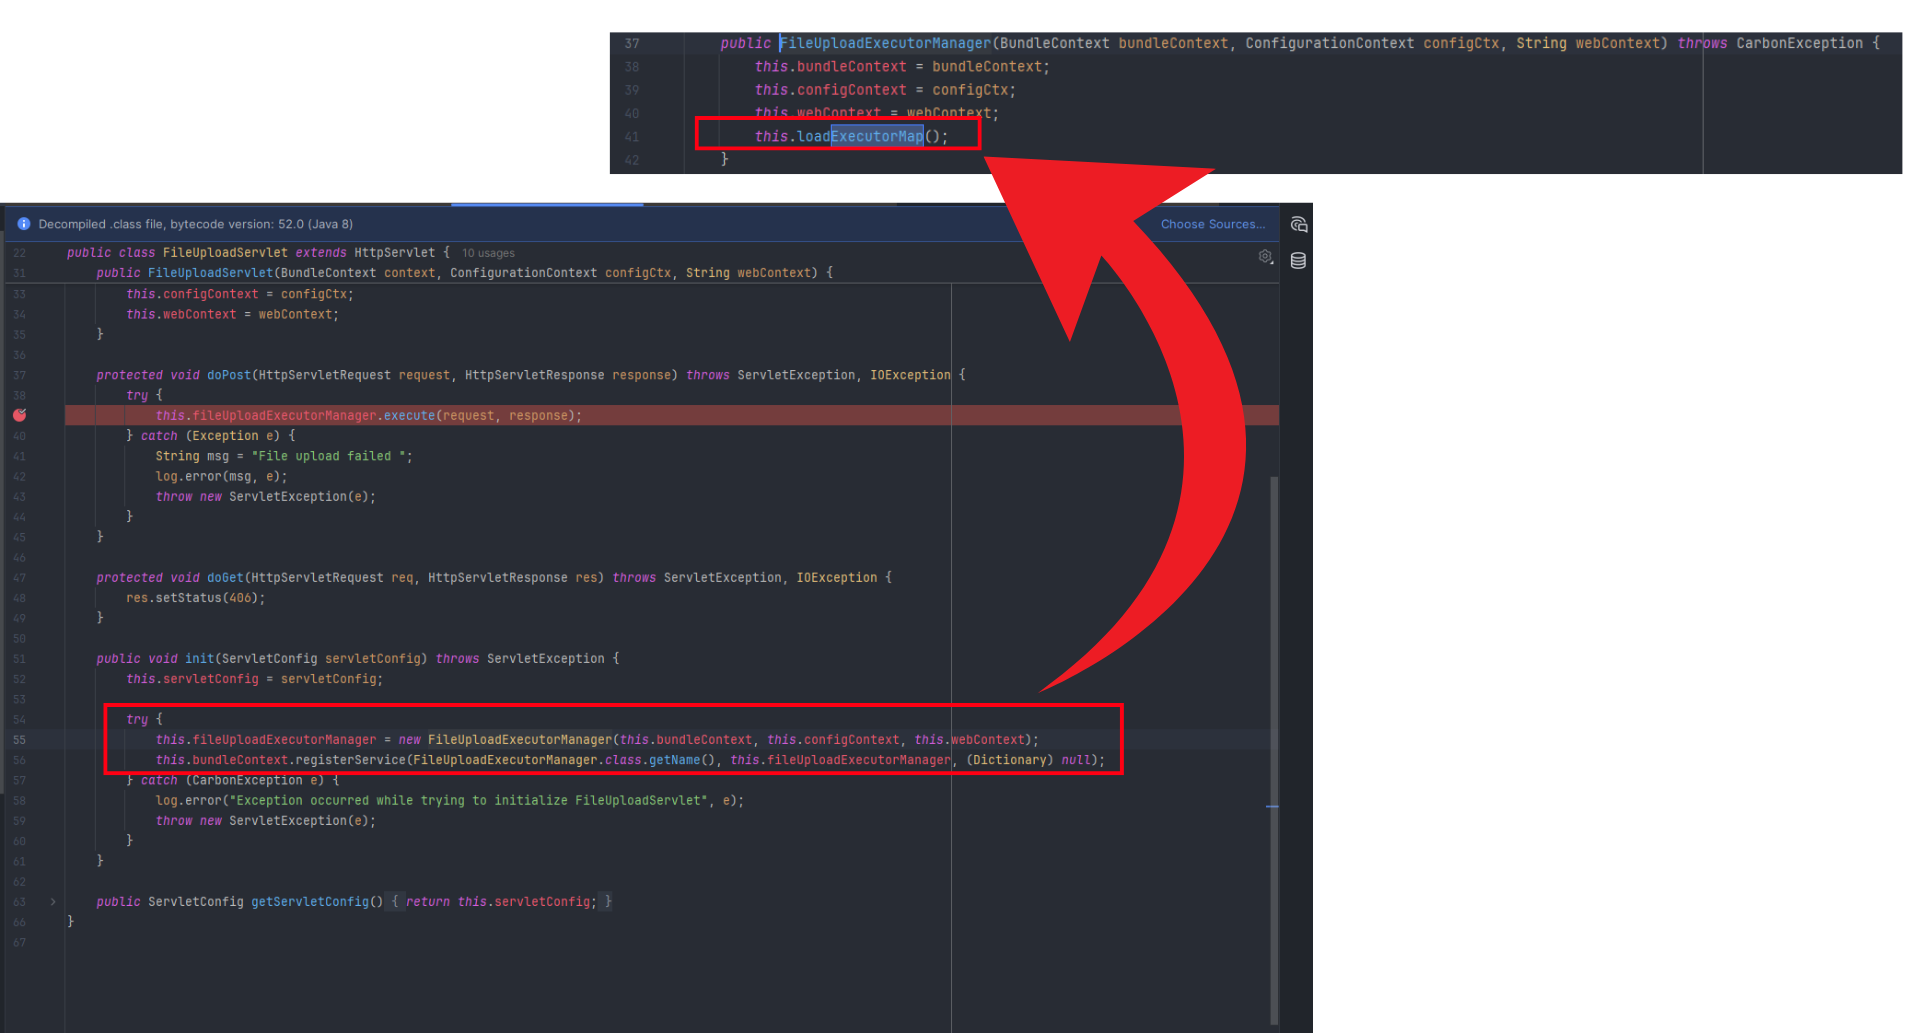 37 public FileUploadExecutorManager(BundleContext bundleContext, ConfigurationContext configCtx, String webContext) throws CarbonException {
38 this.bundleContext = bundleContext;
39 this.configContext = configCtx;
40 this.webContext = webContext;
41 this.loadExecutorMap();
42 }
Decompiled .class file, bytecode version: 52.0 (Java 8) Choose Sources...
22 public class FileUploadServlet extends HttpServlet { 10 usages
31 public FileUploadServlet(BundleContext context, ConfigurationContext configCtx, String webContext) {
33 this.configContext = configCtx;
34 this.webContext = webContext;
35 }
36
37 protected void doPost(HttpServletRequest request, HttpServletResponse response) throws ServletException, IOException {
38 try {
this.fileUploadExecutorManager.execute(request, response);
40 } catch (Exception e) {
41 String msg = "File upload failed ";
42 log.error(msg, e);
43 throw new ServletException(e);
44 }
45 }
46
47 protected void doGet(HttpServletRequest req, HttpServletResponse res) throws ServletException, IOException {
48 res.setStatus(406);
49 }
50
51 public void init(ServletConfig servletConfig) throws ServletException {
52 this.servletConfig = servletConfig;
53
54 try {
55 this.fileUploadExecutorManager = new FileUploadExecutorManager(this.bundleContext, this.configContext, this.webContext);
56 this.bundleContext.registerService(FileUploadExecutorManager.class.getName(), this.fileUploadExecutorManager, (Dictionary) null);
57 } catch (CarbonException e) {
58 log.error("Exception occurred while trying to initialize FileUploadServlet", e);
59 throw new ServletException(e);
60 }
61 }
62
63 public ServletConfig getServletConfig() { return this.servletConfig; }
66 }
67